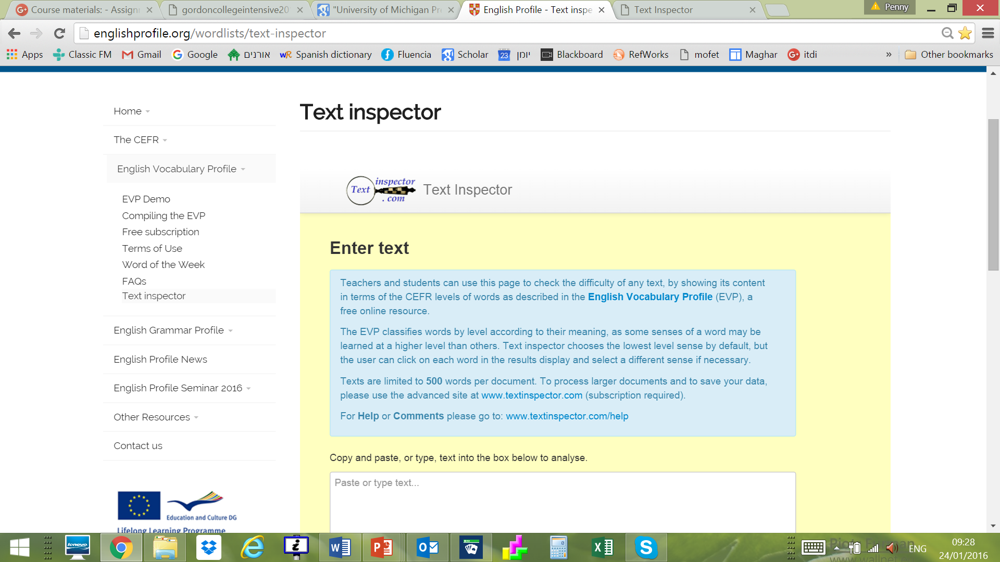 Course materials: - Assign
gordoncollegeintensive20
"University of Michigan Pr
English Profile - Text inspe
Text Inspector
Penny
englishprofile.org/wordlists/text-inspector
Apps
Classic FM
Gmail
Google
אורנים
Spanish dictionary
Fluencia
Scholar
23
יומן
Blackboard
RefWorks
mofet
Maghar
itdi
»
Other bookmarks
Home
The CEFR
English Vocabulary Profile
EVP Demo
Compiling the EVP
Free subscription
Terms of Use
Word of the Week
FAQs
Text inspector
English Grammar Profile
English Profile News
English Profile Seminar 2016
Other Resources
Contact us
Education and Culture DG
Lifelong Learning Programme
Text inspector
Text inspector
.com
Text Inspector
Enter text
Teachers and students can use this page to check the difficulty of any text, by showing its content
in terms of the CEFR levels of words as described in the English Vocabulary Profile (EVP), a
free online resource.
The EVP classifies words by level according to their meaning, as some senses of a word may be
learned at a higher level than others. Text inspector chooses the lowest level sense by default, but
the user can click on each word in the results display and select a different sense if necessary.
Texts are limited to 500 words per document. To process larger documents and to save your data,
please use the advanced site at www.textinspector.com (subscription required).
For Help or Comments please go to: www.textinspector.com/help
Copy and paste, or type, text into the box below to analyse.
Paste or type text...
lenovo
ENG
09:28
24/01/2016